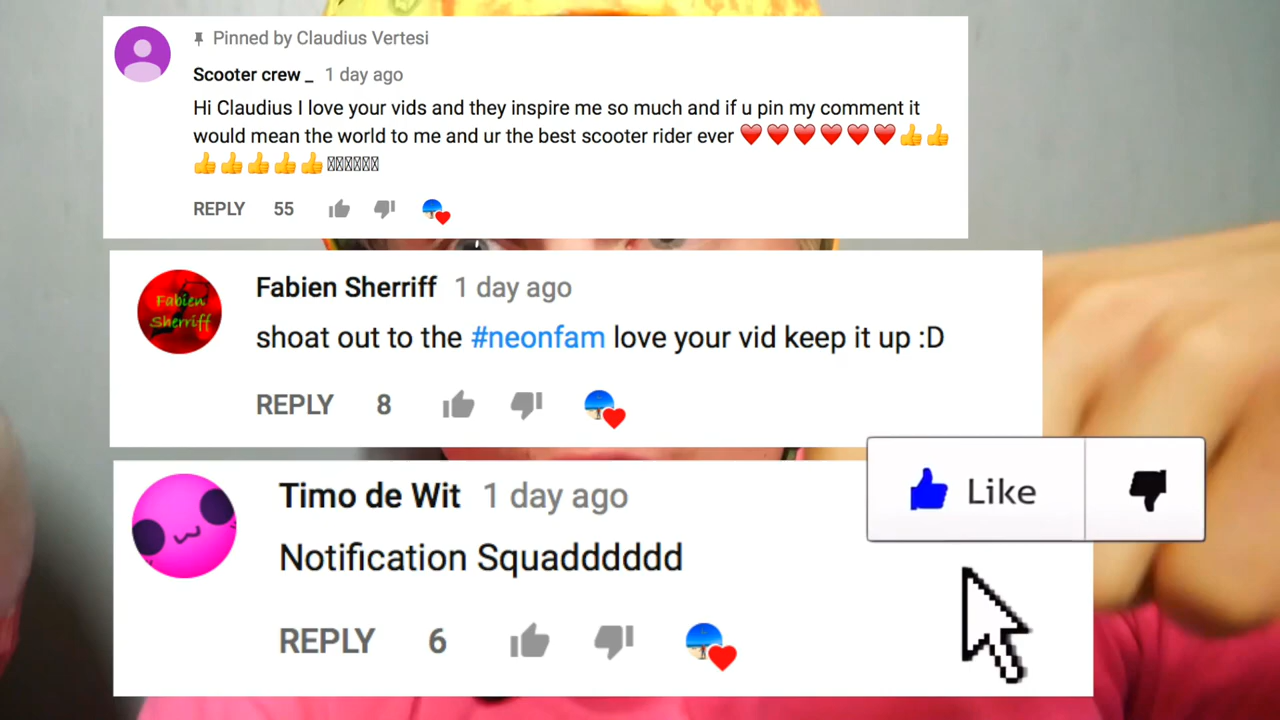 Pinned by Claudius Vertesi
Scooter crew _ 1 day ago
Hi Claudius I love your vids and they inspire me so much and if u pin my comment it
would mean the world to me and ur the best scooter rider ever ❤️❤️❤️❤️❤️❤️👍👍
👍👍👍👍👍
REPLY 55
Fabien Sherriff
Fabien Sherriff 1 day ago
shoat out to the #neonfam love your vid keep it up :D
REPLY 8
Like
Timo de Wit 1 day ago
Notification Squadddddd
REPLY 6